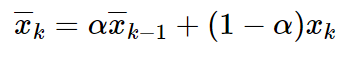 x̅ₖ = αx̅ₖ₋₁ + (1 − α)xₖ